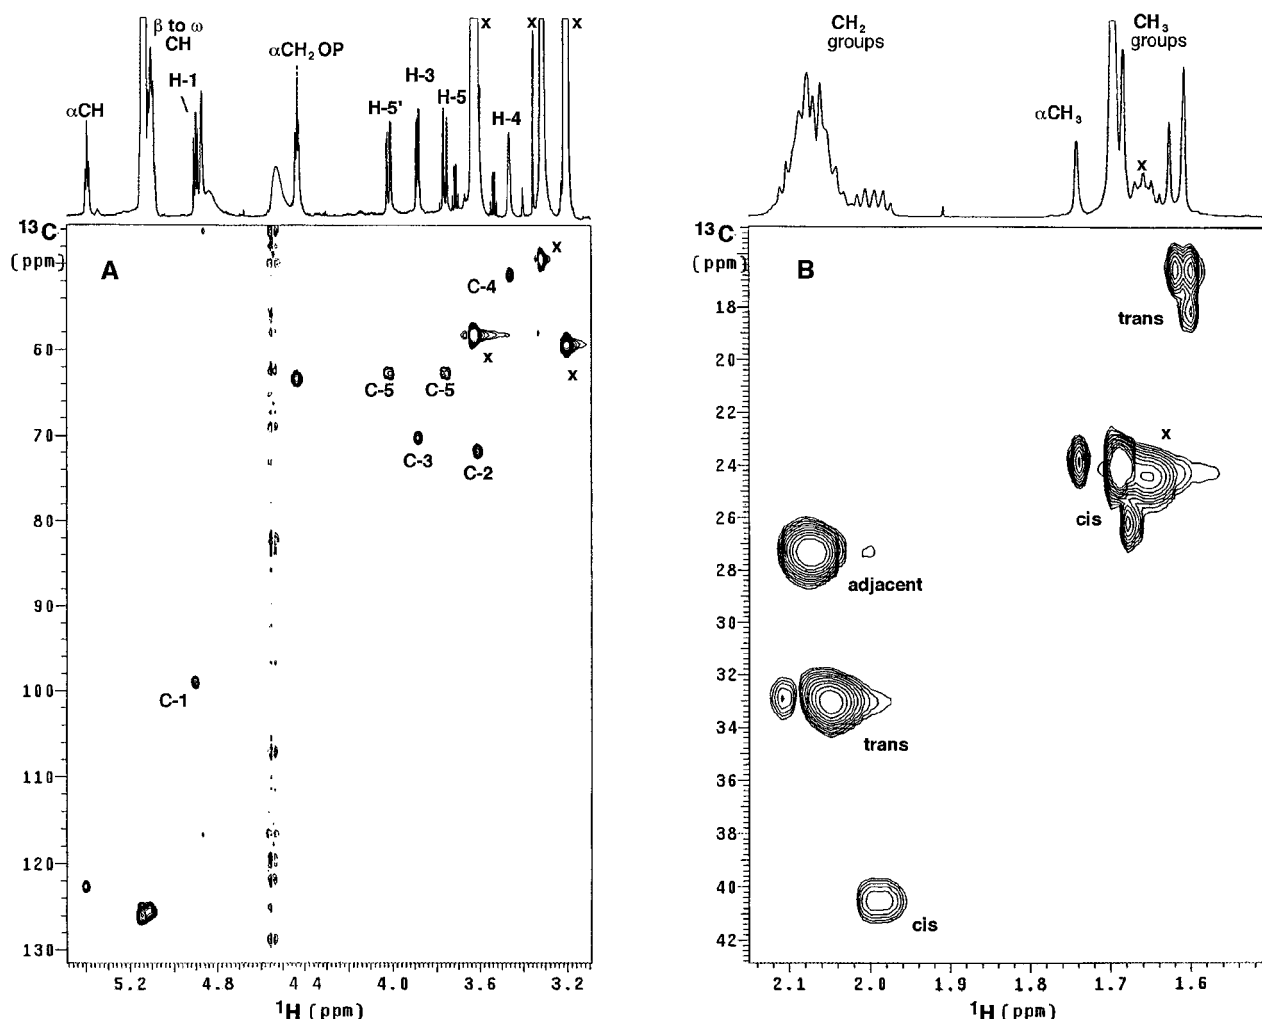 β to ω
CH
x
x
x
αCH₂ OP
H-1
H-3
H-5
αCH
H-5'
H-4
¹³C
(ppm)
A
x
C-4
60
x
x
C-5
C-5
70
C-3
C-2
80
90
100
C-1
110
120
130
5.2
4.8
4 4
4.0
3.6
3.2
¹H (ppm)
CH₂
groups
CH₃
groups
αCH₃
x
¹³C
(ppm)
B
18
trans
20
22
x
24
26
cis
28
adjacent
30
32
34
trans
36
38
40
cis
42
2.1
2.0
1.9
1.8
1.7
1.6
¹H (ppm)